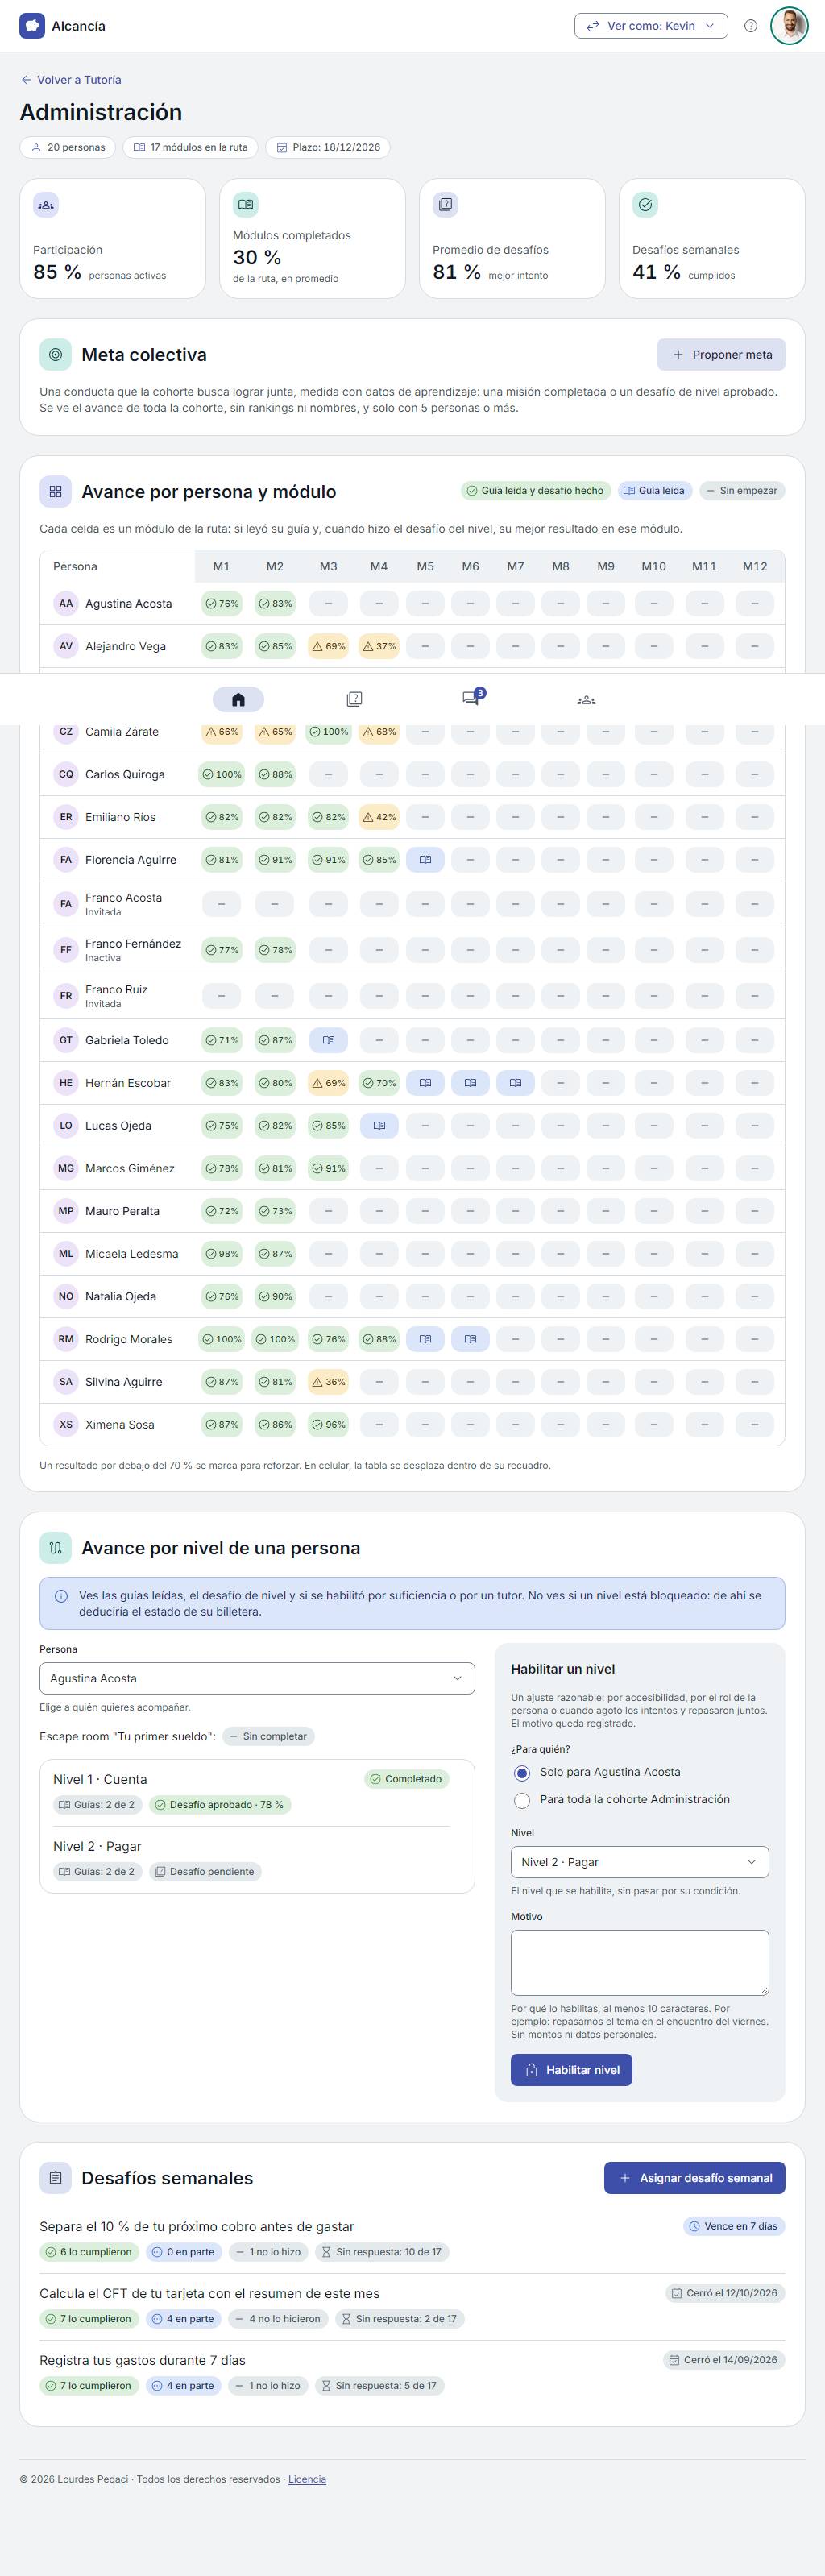 Alcancía
Ver como: Kevin
Volver a Tutoría
Administración
20 personas
17 módulos en la ruta
Plazo: 18/12/2026
Participación
85 % personas activas
Módulos completados
30 %
de la ruta, en promedio
Promedio de desafíos
81 % mejor intento
Desafíos semanales
41 % cumplidos
Meta colectiva
Proponer meta
Una conducta que la cohorte busca lograr junta, medida con datos de aprendizaje: una misión completada o un desafío de nivel aprobado.
Se ve el avance de toda la cohorte, sin rankings ni nombres, y solo con 5 personas o más.
Avance por persona y módulo
Guía leída y desafío hecho
Guía leída
– Sin empezar
Cada celda es un módulo de la ruta: si leyó su guía y, cuando hizo el desafío del nivel, su mejor resultado en ese módulo.
Persona M1 M2 M3 M4 M5 M6 M7 M8 M9 M10 M11 M12
AA Agustina Acosta 76% 83% – – – – – – – – – –
AV Alejandro Vega 83% 85% 69% 37% – – – – – – – –
3
CZ Camila Zárate 66% 65% 100% 68% – – – – – – – –
CQ Carlos Quiroga 100% 88% – – – – – – – – – –
ER Emiliano Ríos 82% 82% 82% 42% – – – – – – – –
FA Florencia Aguirre 81% 91% 91% 85% – – – – – – –
FA Franco Acosta – – – – – – – – – – – –
Invitada
FF Franco Fernández 77% 78% – – – – – – – – – –
Inactiva
FR Franco Ruiz – – – – – – – – – – – –
Invitada
GT Gabriela Toledo 71% 87% – – – – – – – – –
HE Hernán Escobar 83% 80% 69% 70% – – – – –
LO Lucas Ojeda 75% 82% 85% – – – – – – – –
MG Marcos Giménez 78% 81% 91% – – – – – – – – –
MP Mauro Peralta 72% 73% – – – – – – – – – –
ML Micaela Ledesma 98% 87% – – – – – – – – – –
NO Natalia Ojeda 76% 90% – – – – – – – – – –
RM Rodrigo Morales 100% 100% 76% 88% – – – – – –
SA Silvina Aguirre 87% 81% 36% – – – – – – – – –
XS Ximena Sosa 87% 86% 96% – – – – – – – – –
Un resultado por debajo del 70 % se marca para reforzar. En celular, la tabla se desplaza dentro de su recuadro.
Avance por nivel de una persona
Ves las guías leídas, el desafío de nivel y si se habilitó por suficiencia o por un tutor. No ves si un nivel está bloqueado: de ahí se
deduciría el estado de su billetera.
Persona
Agustina Acosta
Elige a quién quieres acompañar.
Escape room "Tu primer sueldo": – Sin completar
Nivel 1 · Cuenta
Completado
Guías: 2 de 2
Desafío aprobado · 78 %
Nivel 2 · Pagar
Guías: 2 de 2
Desafío pendiente
Habilitar un nivel
Un ajuste razonable: por accesibilidad, por el rol de la
persona o cuando agotó los intentos y repasaron juntos.
El motivo queda registrado.
¿Para quién?
Solo para Agustina Acosta
Para toda la cohorte Administración
Nivel
Nivel 2 · Pagar
El nivel que se habilita, sin pasar por su condición.
Motivo
Por qué lo habilitas, al menos 10 caracteres. Por
ejemplo: repasamos el tema en el encuentro del viernes.
Sin montos ni datos personales.
Habilitar nivel
Desafíos semanales
Asignar desafío semanal
Separa el 10 % de tu próximo cobro antes de gastar
Vence en 7 días
6 lo cumplieron
0 en parte
– 1 no lo hizo
Sin respuesta: 10 de 17
Calcula el CFT de tu tarjeta con el resumen de este mes
Cerró el 12/10/2026
7 lo cumplieron
4 en parte
– 4 no lo hicieron
Sin respuesta: 2 de 17
Registra tus gastos durante 7 días
Cerró el 14/09/2026
7 lo cumplieron
4 en parte
– 1 no lo hizo
Sin respuesta: 5 de 17
© 2026 Lourdes Pedaci · Todos los derechos reservados · Licencia